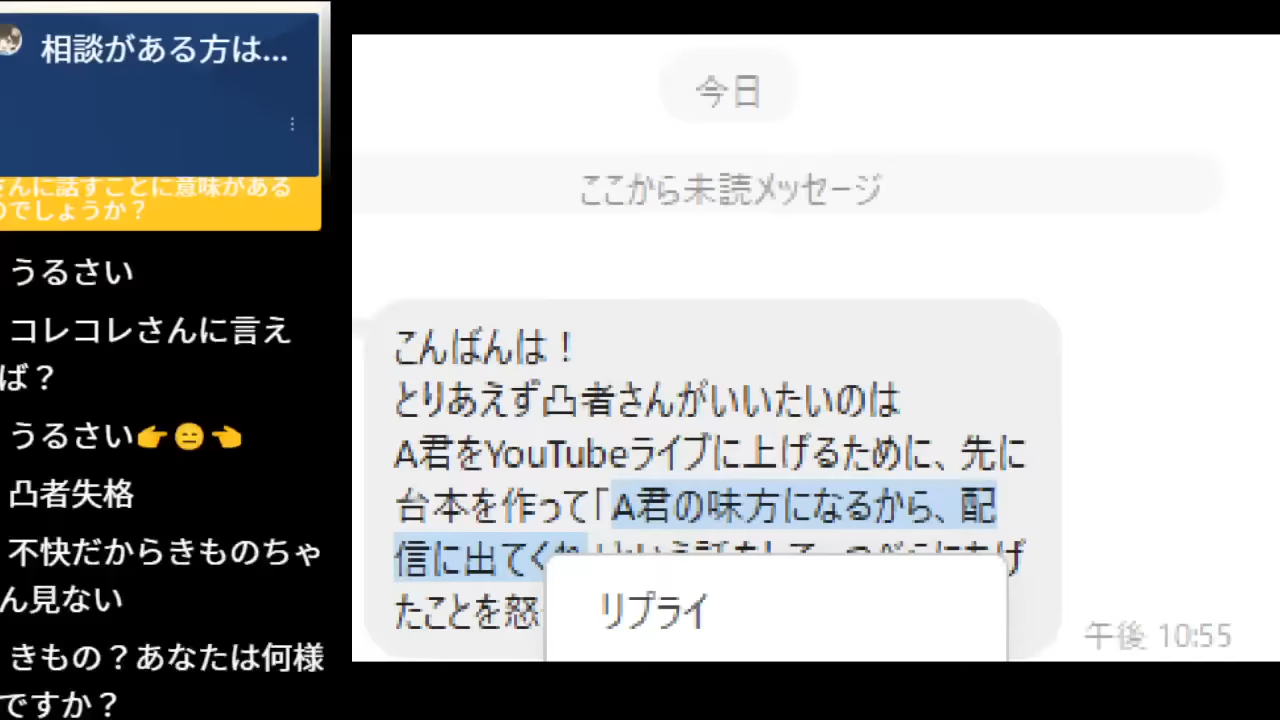 相談がある方は...
さんに話すことに意味がある
のでしょうか？
うるさい
コレコレさんに言え
ば？
うるさい👉😑👈
凸者失格
不快だからきものちゃ
ん見ない
きもの？あなたは何様
ですか？
今日
ここから未読メッセージ
こんばんは！
とりあえず凸者さんがいいたいのは
A君をYouTubeライブに上げるために、先に
台本を作って「A君の味方になるから、配
信に出てくれ
たことを怒
リプライ
午後 10:55